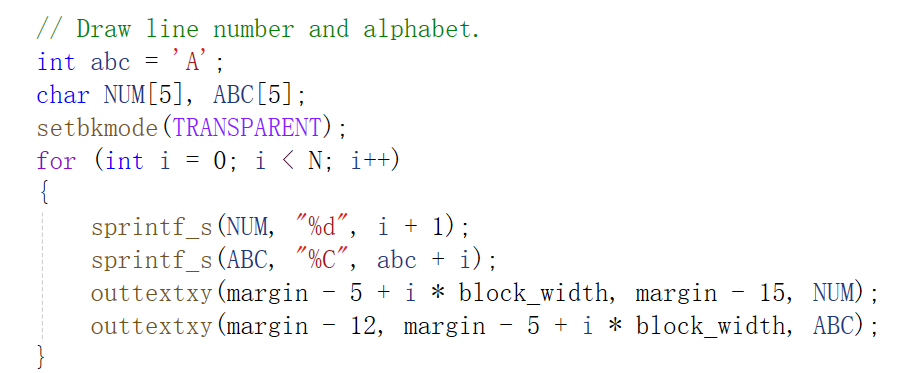 // Draw line number and alphabet.
int abc = 'A';
char NUM[5], ABC[5];
setbkmode(TRANSPARENT);
for (int i = 0; i < N; i++)
{
    sprintf_s(NUM, "%d", i + 1);
    sprintf_s(ABC, "%C", abc + i);
    outtextxy(margin - 5 + i * block_width, margin - 15, NUM);
    outtextxy(margin - 12, margin - 5 + i * block_width, ABC);
}